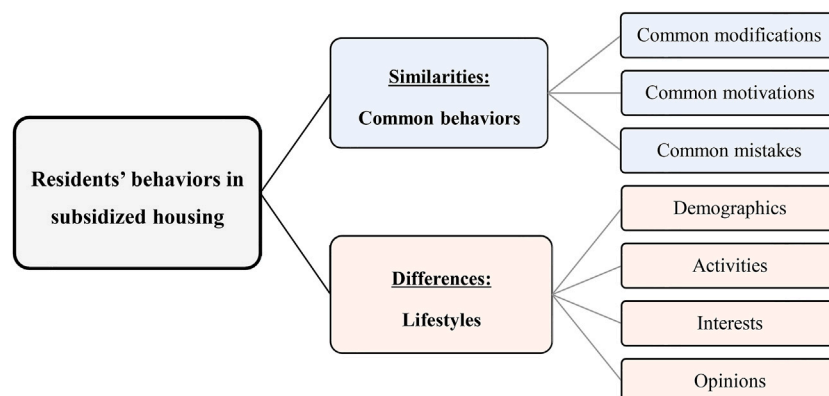 Residents' behaviors in
subsidized housing
Similarities:
Common behaviors
Common modifications
Common motivations
Common mistakes
Differences:
Lifestyles
Demographics
Activities
Interests
Opinions